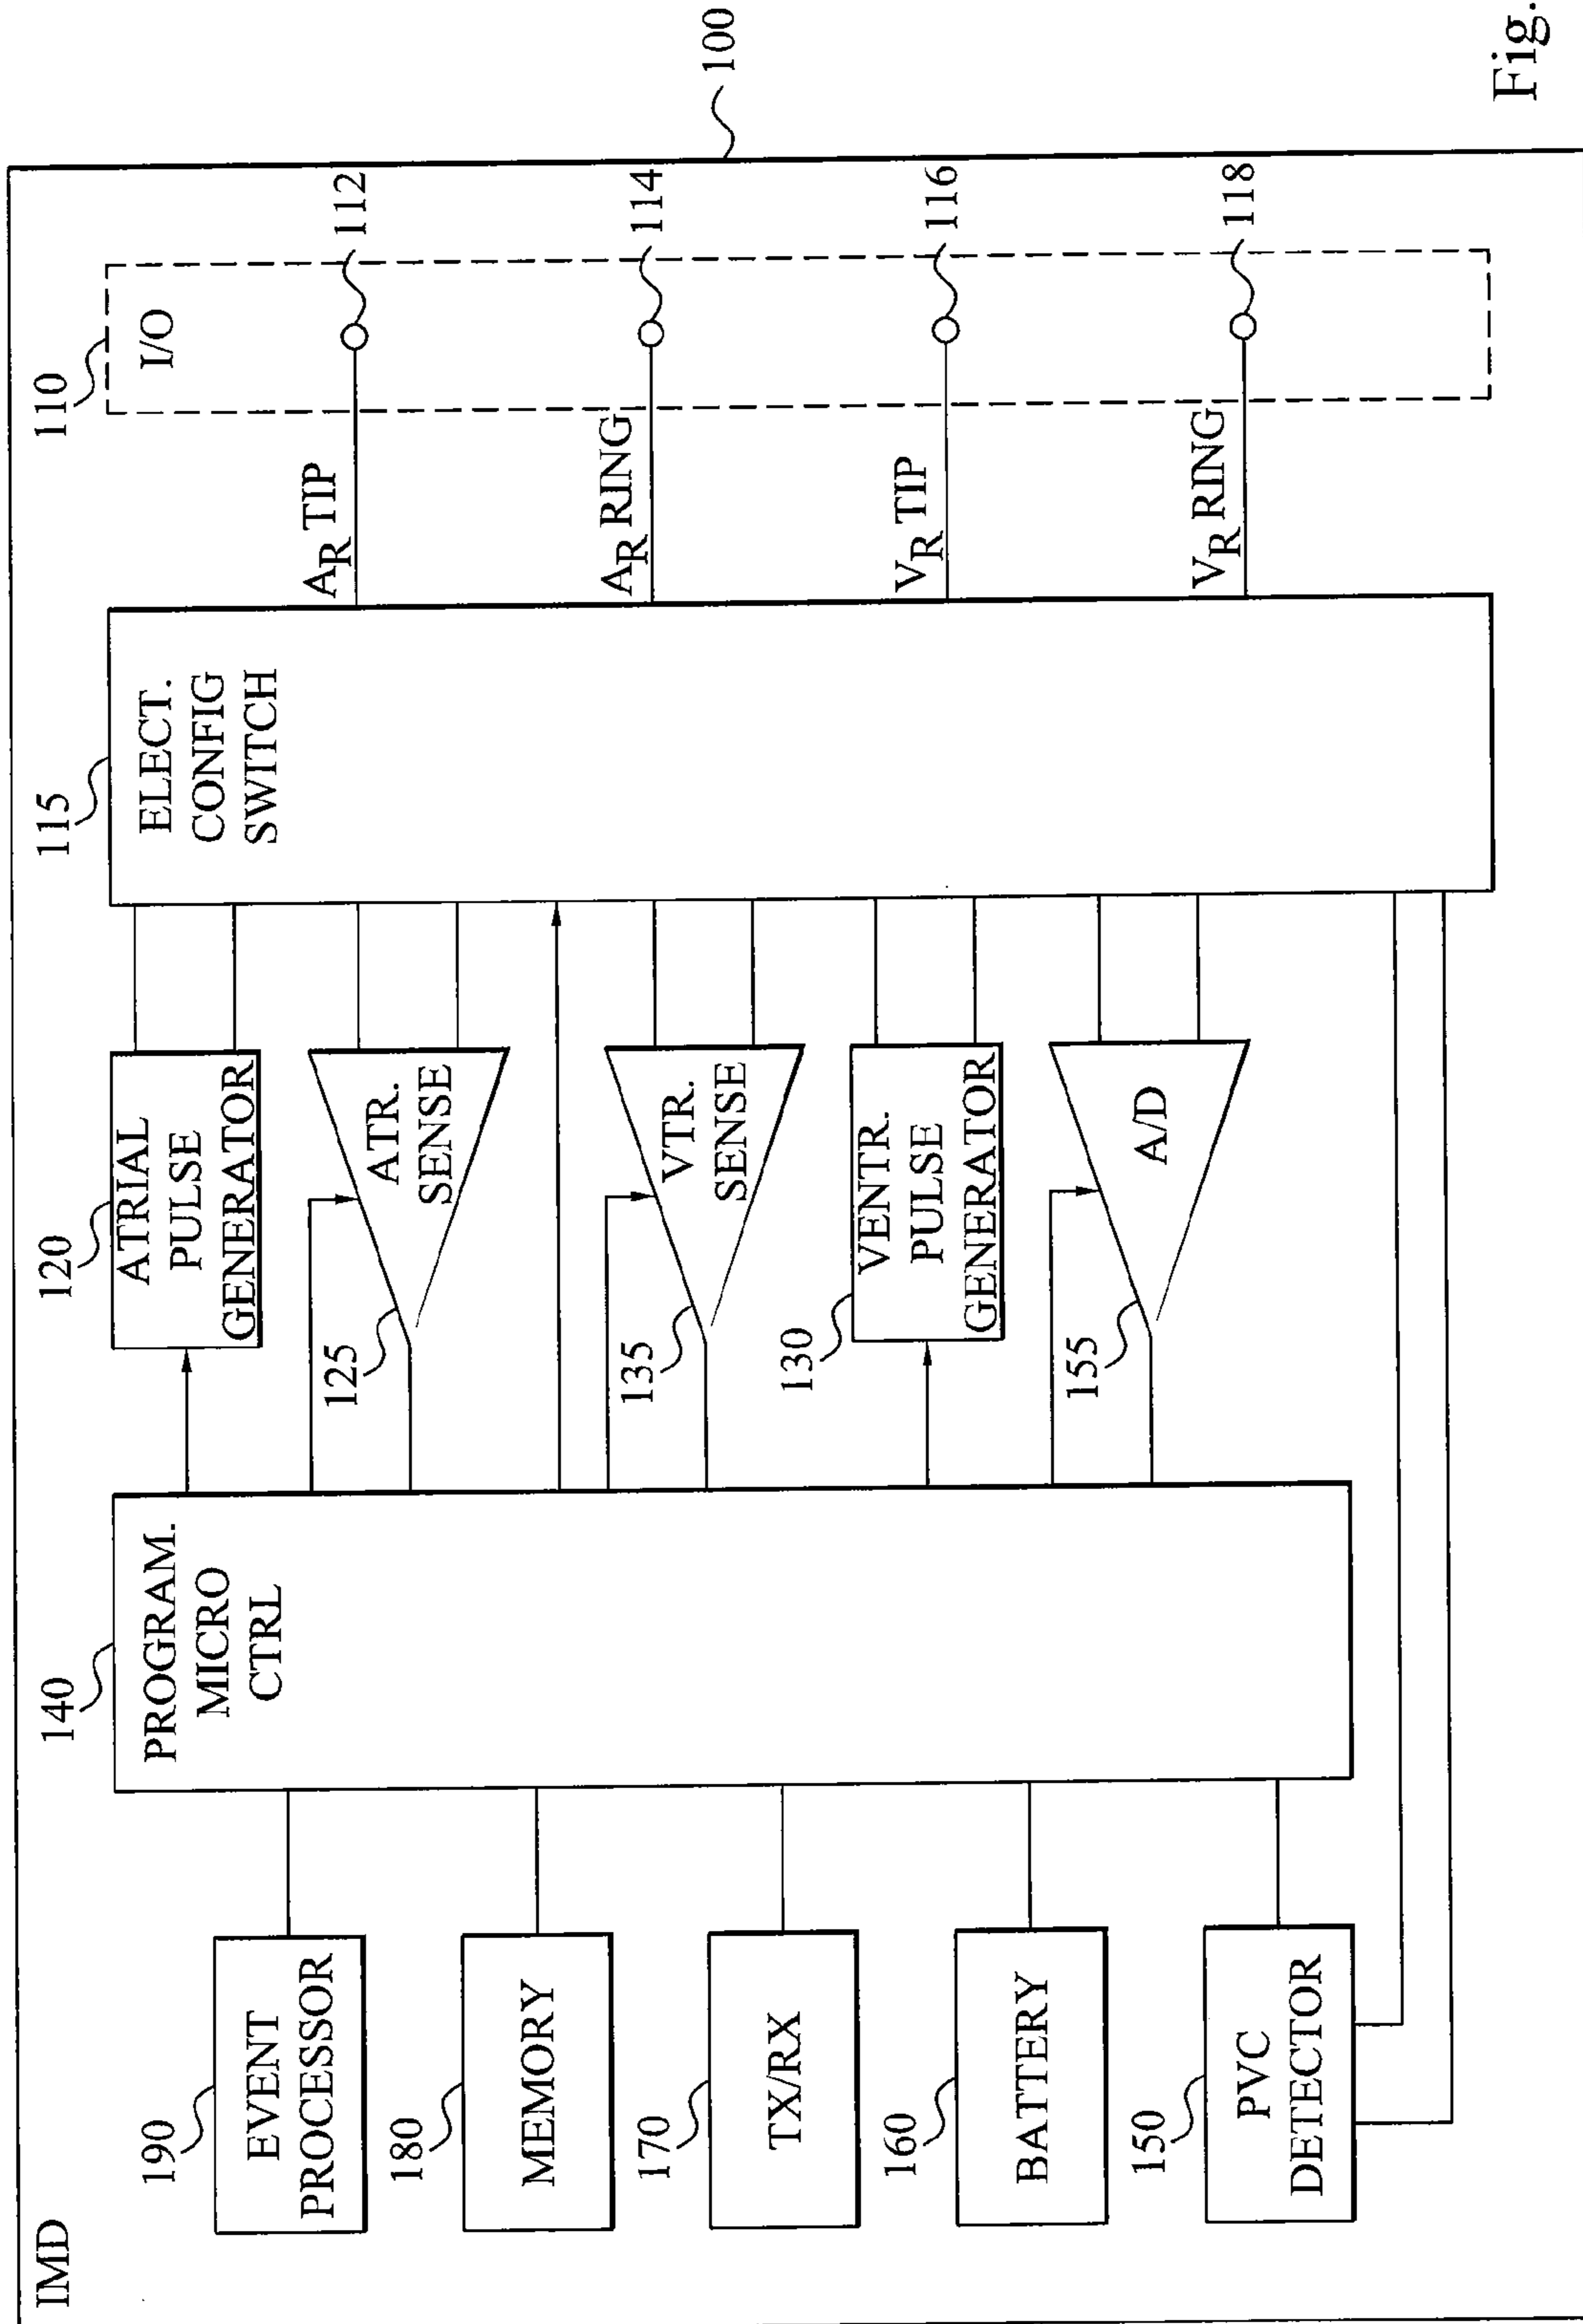 IMD
190
EVENT
PROCESSOR
180
MEMORY
170
TX/RX
160
BATTERY
150
PVC
DETECTOR
140
PROGRAM.
MICRO
CTRL
120
ATRIAL
PULSE
GENERATOR
125
ATR.
SENSE
135
VTR.
SENSE
130
VENTR.
PULSE
GENERATOR
155
A/D
115
ELECT.
CONFIG
SWITCH
AR TIP
AR RING
VR TIP
VR RING
110
I/O
112
114
116
118
100
Fig.